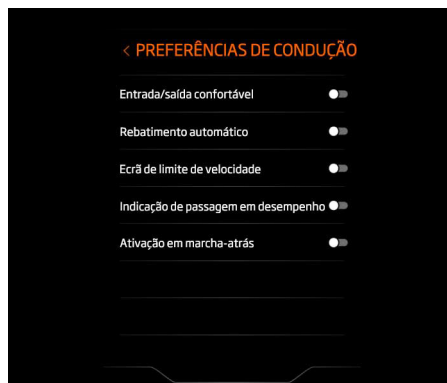 < PREFERÊNCIAS DE CONDUÇÃO
Entrada/saída confortável
Rebatimento automático
Ecrã de limite de velocidade
Indicação de passagem em desempenho
Ativação em marcha-atrás